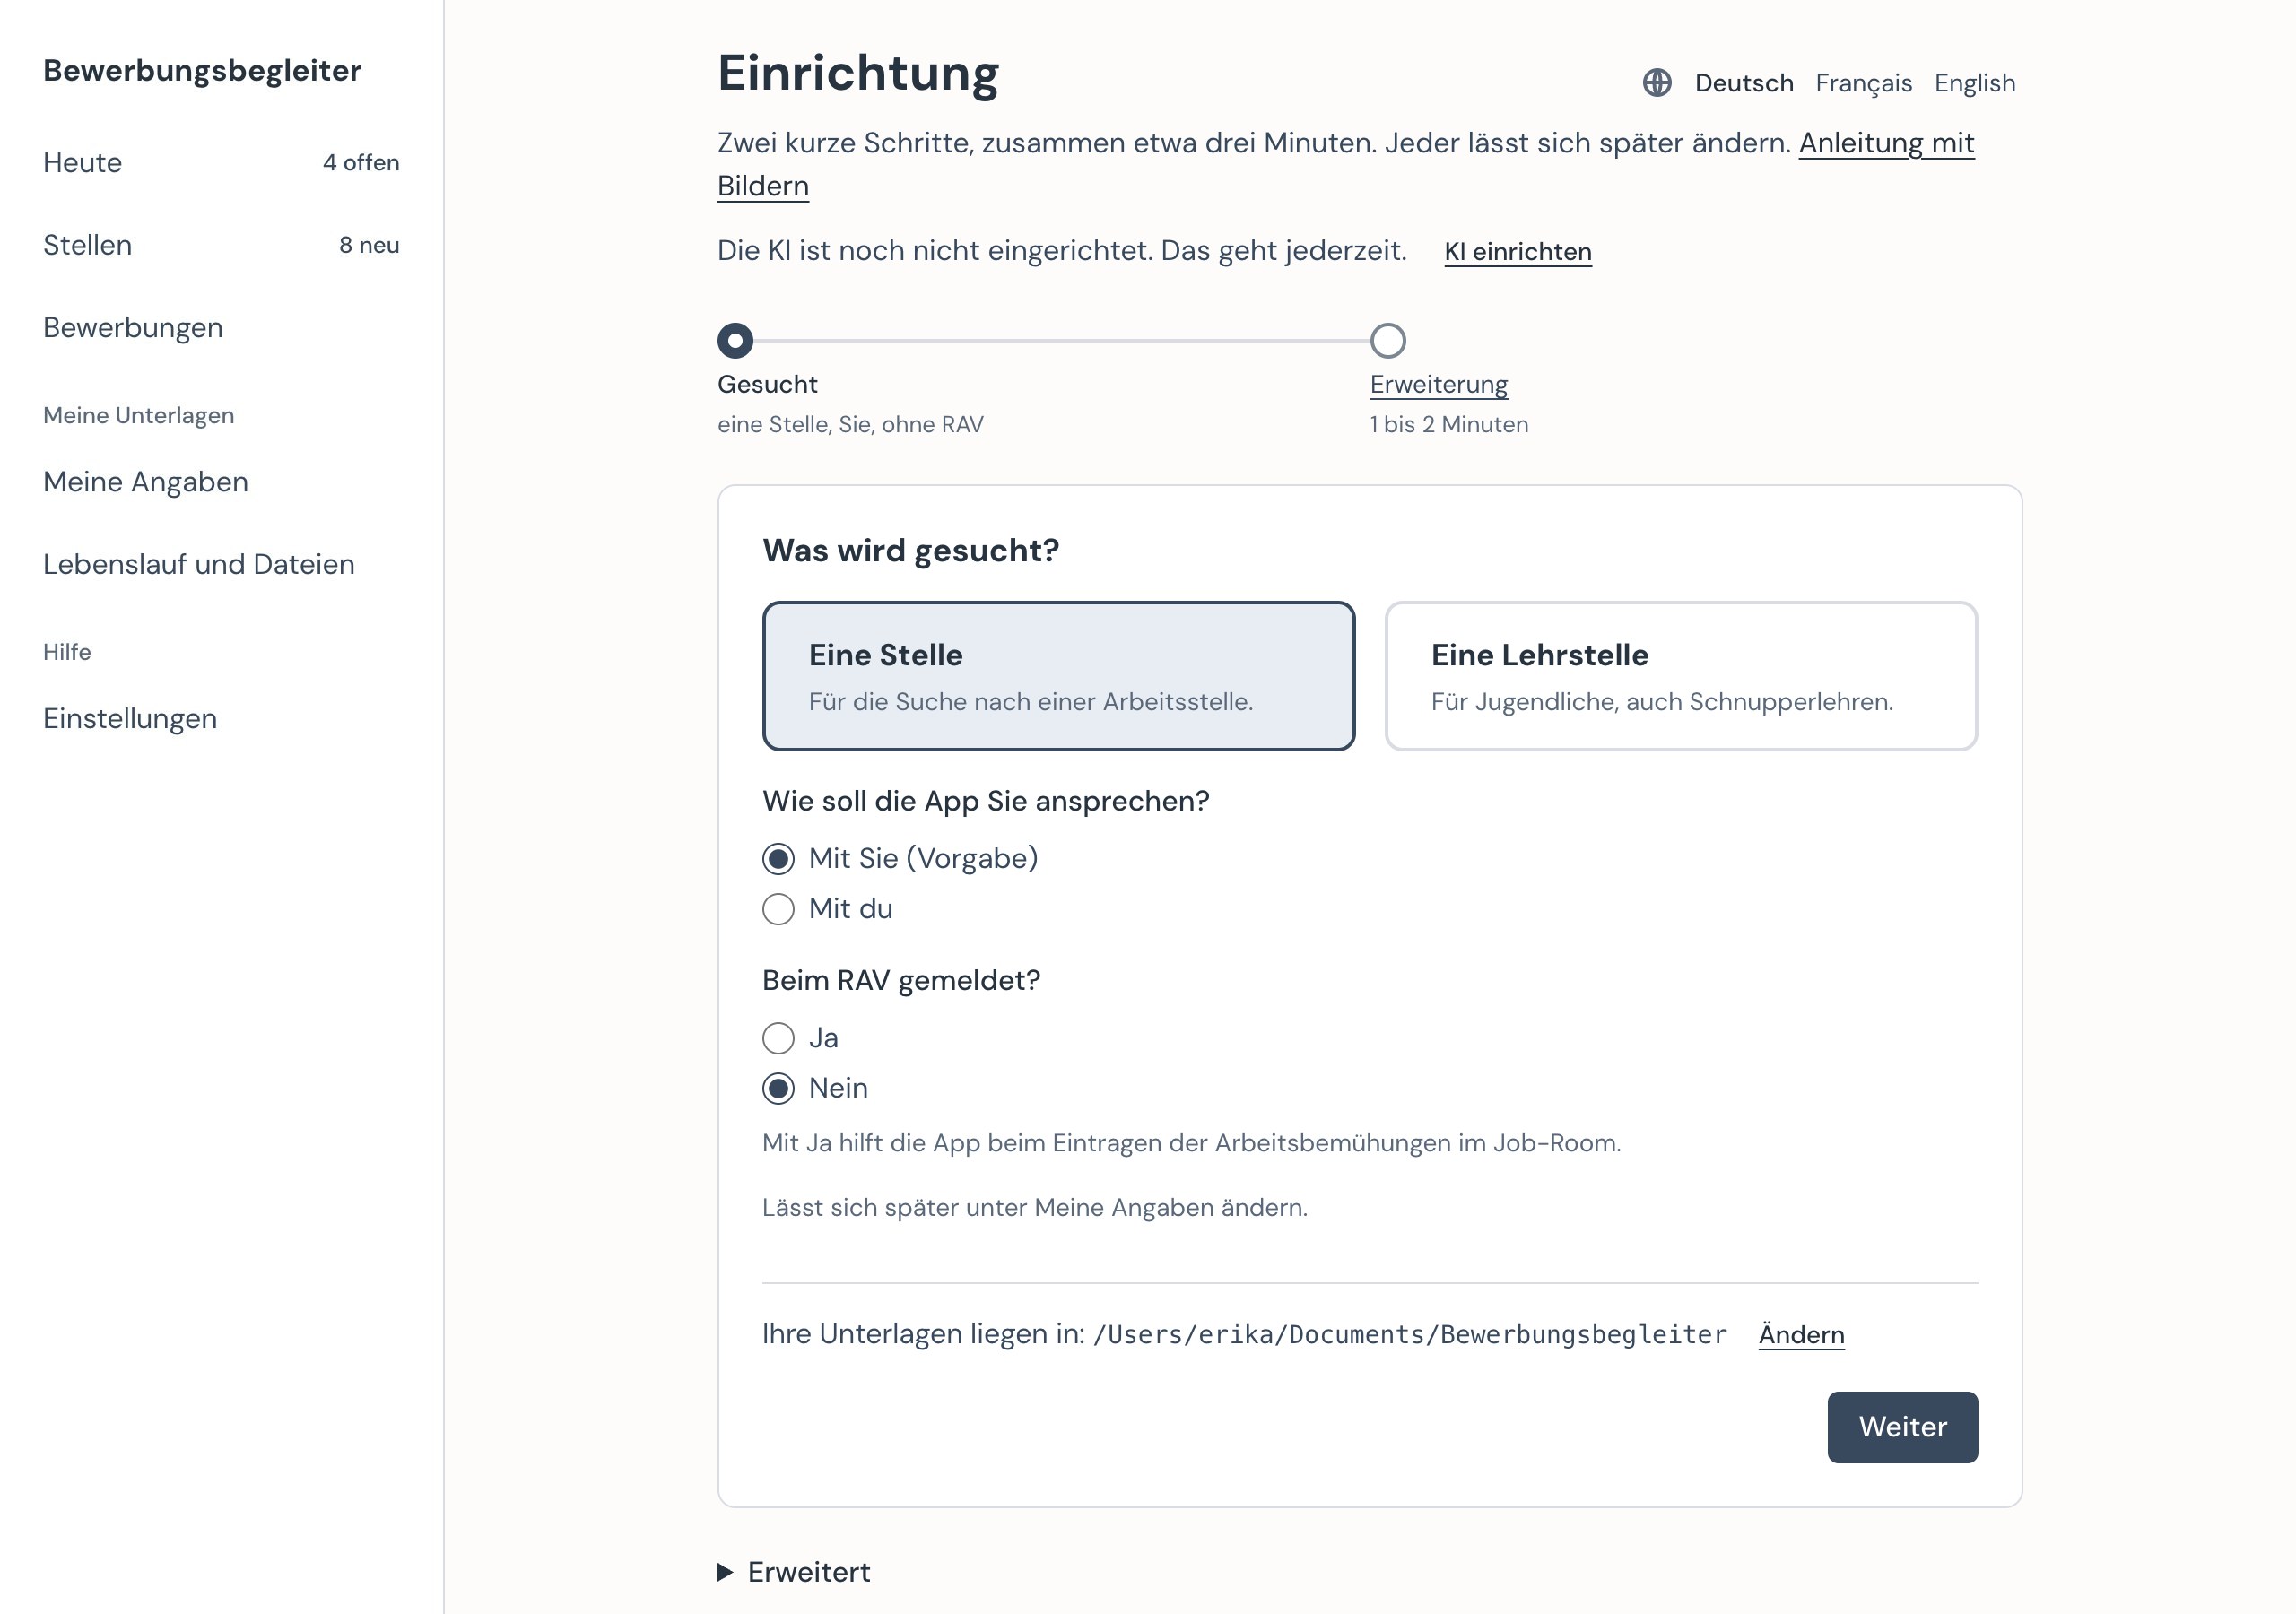 Bewerbungsbegleiter
Heute 4 offen
Stellen 8 neu
Bewerbungen
Meine Unterlagen
Meine Angaben
Lebenslauf und Dateien
Hilfe
Einstellungen
Einrichtung
Deutsch Français English
Zwei kurze Schritte, zusammen etwa drei Minuten. Jeder lässt sich später ändern. Anleitung mit
Bildern
Die KI ist noch nicht eingerichtet. Das geht jederzeit. KI einrichten
Gesucht
eine Stelle, Sie, ohne RAV
Erweiterung
1 bis 2 Minuten
Was wird gesucht?
Eine Stelle
Für die Suche nach einer Arbeitsstelle.
Eine Lehrstelle
Für Jugendliche, auch Schnupperlehren.
Wie soll die App Sie ansprechen?
Mit Sie (Vorgabe)
Mit du
Beim RAV gemeldet?
Ja
Nein
Mit Ja hilft die App beim Eintragen der Arbeitsbemühungen im Job-Room.
Lässt sich später unter Meine Angaben ändern.
Ihre Unterlagen liegen in: /Users/erika/Documents/Bewerbungsbegleiter Ändern
Weiter
Erweitert